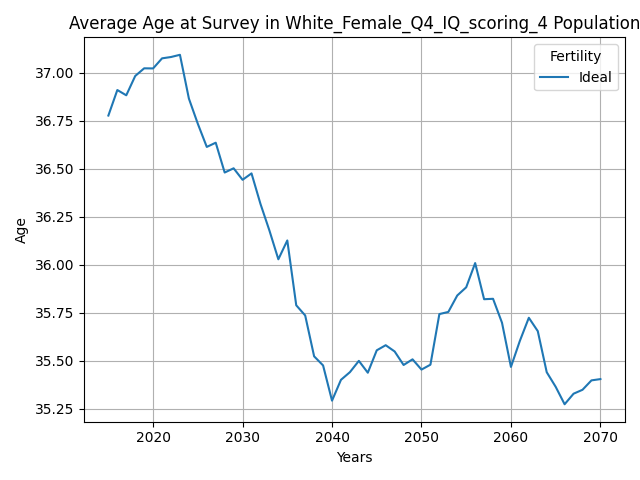 Average Age at Survey in White_Female_Q4_IQ_scoring_4 Population
Fertility
Ideal
37.00
36.75
36.50
36.25
36.00
35.75
35.50
35.25
Age
2020 2030 2040 2050 2060 2070
Years